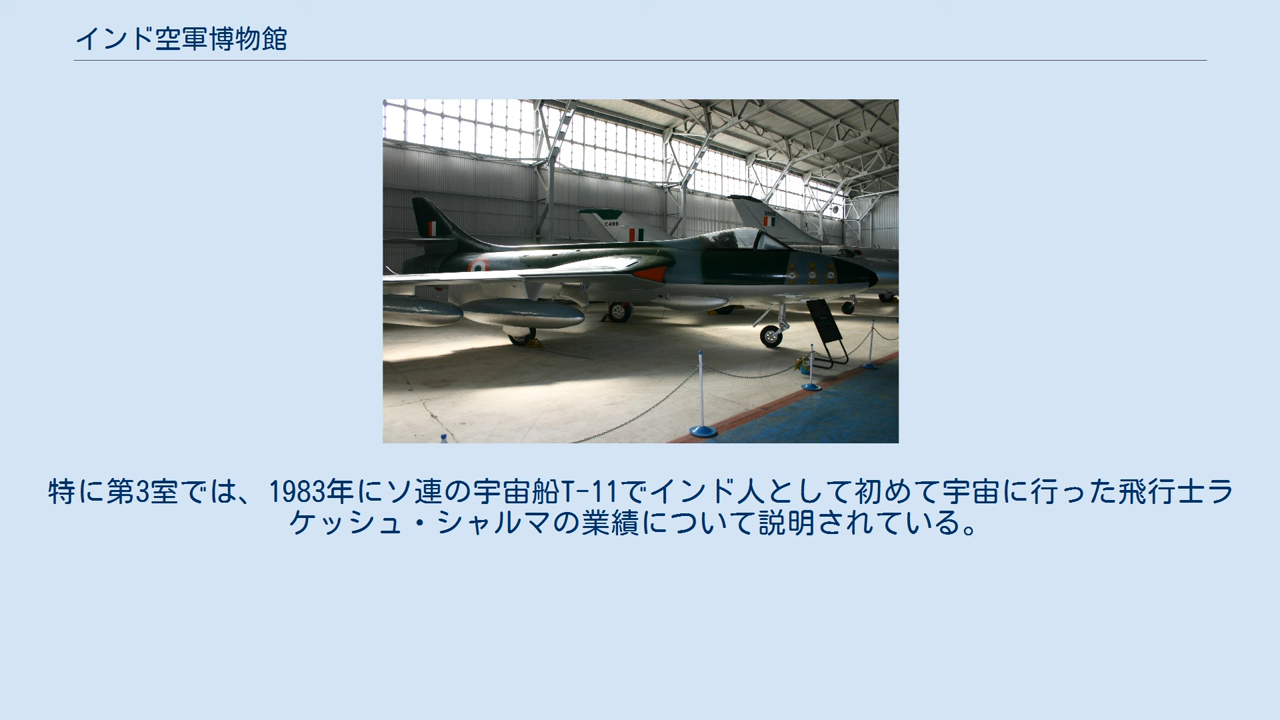 インド空軍博物館
特に第3室では、1983年にソ連の宇宙船T-11でインド人として初めて宇宙に行った飛行士ラ
ケッシュ・シャルマの業績について説明されている。